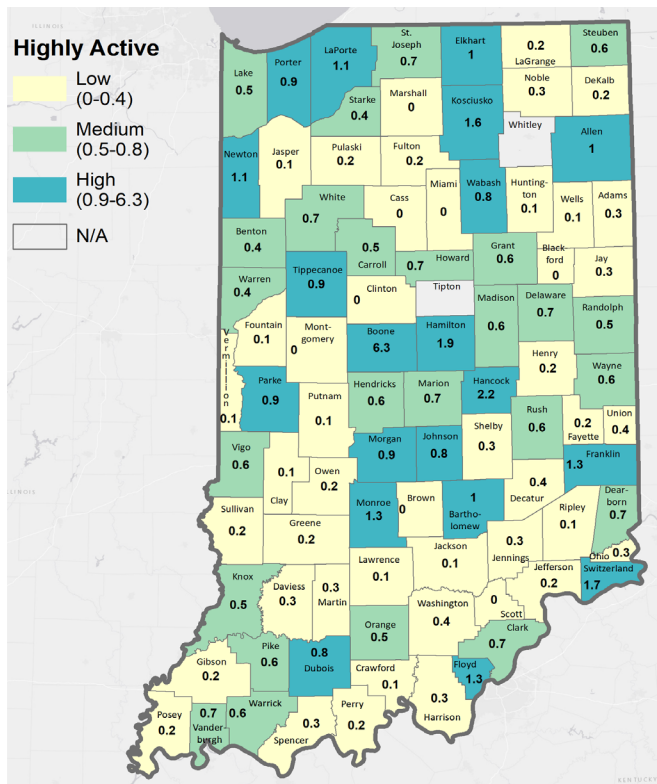 ILLINOIS
Highly Active
Low
(0-0.4)
Medium
(0.5-0.8)
High
(0.9-6.3)
N/A
Lake
0.5
Porter
0.9
LaPorte
1.1
St.
Joseph
0.7
Elkhart
1
0.2
LaGrange
Steuben
0.6
Starke
0.4
Marshall
0
Kosciusko
1.6
Noble
0.3
DeKalb
0.2
Whitley
Allen
1
Newton
1.1
Jasper
0.1
Pulaski
0.2
Fulton
0.2
Miami
0
Wabash
0.8
Hunting-
ton
0.1
Wells
0.1
Adams
0.3
White
0.7
Cass
0
Benton
0.4
0.5
Carroll
Howard
0.7
Grant
0.6
Black
ford
0
Jay
0.3
Warren
0.4
Tippecanoe
0.9
Clinton
0
Tipton
Madison
0.6
Delaware
0.7
Randolph
0.5
Vermillion
0.1
Fountain
0.1
Mont-
gomery
0
Boone
6.3
Hamilton
1.9
Henry
0.2
Wayne
0.6
Parke
0.9
Putnam
0.1
Hendricks
0.6
Marion
0.7
Hancock
2.2
Rush
0.6
0.2
Fayette
Union
0.4
Vigo
0.6
Morgan
0.9
Johnson
0.8
Shelby
0.3
Franklin
1.3
ILLINOIS
0.1
Clay
Owen
0.2
Monroe
1.3
Brown
0
1
Bartho-
lomew
0.4
Decatur
Ripley
0.1
Dear-
born
0.7
Sullivan
0.2
Greene
0.2
Jackson
0.1
0.3
Jennings
Ohio
0.3
Lawrence
0.1
Jefferson
0.2
Switzerland
1.7
Knox
0.5
Daviess
0.3
0.3
Martin
Orange
0.5
Washington
0.4
0
Scott
Clark
0.7
Gibson
0.2
Pike
0.6
0.8
Dubois
Crawford
0.1
Floyd
1.3
0.3
Harrison
Posey
0.2
0.7
Vander-
burgh
Warrick
0.6
0.3
Spencer
Perry
0.2
KENTUCKY